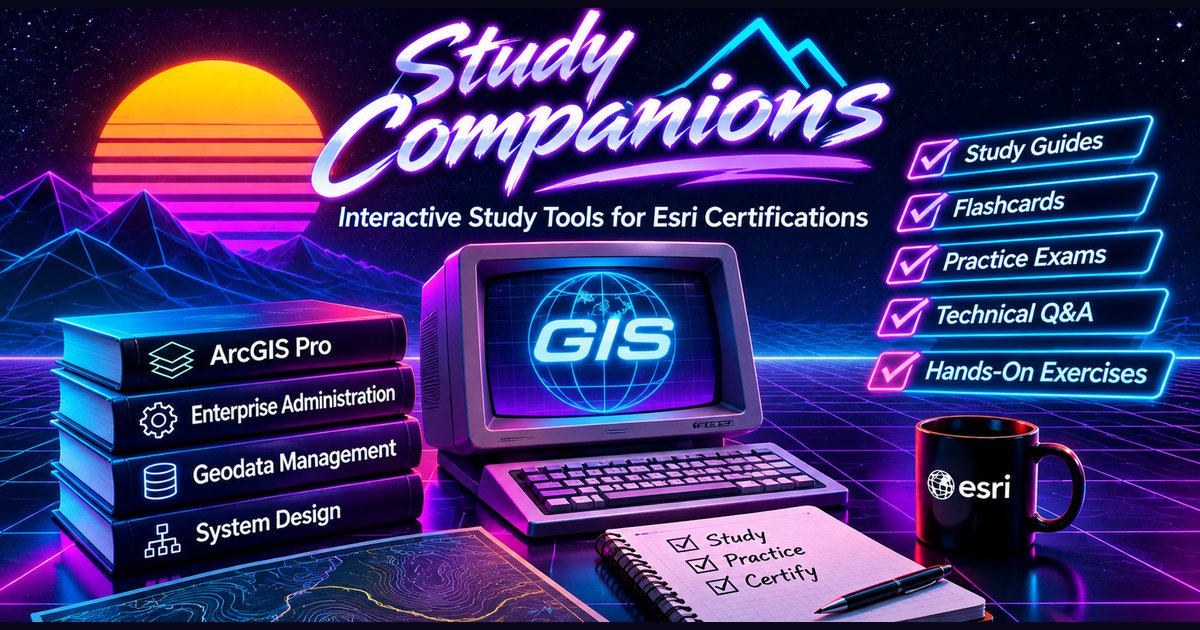 Study
Companions
Interactive Study Tools for Esri Certifications
Study Guides
Flashcards
Practice Exams
Technical Q&A
Hands-On Exercises
ArcGIS Pro
Enterprise Administration
Geodata Management
System Design
GIS
esri
Study
Practice
Certify